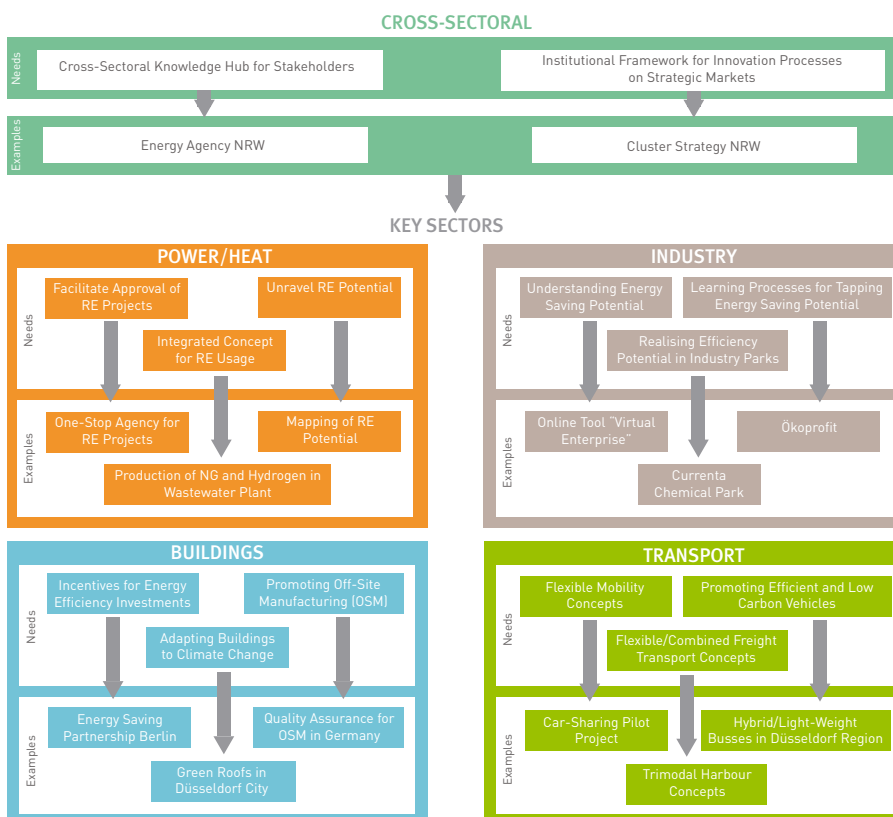 CROSS-SECTORAL
Needs
Cross-Sectoral Knowledge Hub for Stakeholders
Institutional Framework for Innovation Processes
on Strategic Markets
Examples
Energy Agency NRW
Cluster Strategy NRW
KEY SECTORS
POWER/HEAT
Needs
Facilitate Approval of
RE Projects
Unravel RE Potential
Integrated Concept
for RE Usage
Examples
One-Stop Agency for
RE Projects
Mapping of RE
Potential
Production of NG and Hydrogen in
Wastewater Plant
INDUSTRY
Needs
Understanding Energy
Saving Potential
Learning Processes for Tapping
Energy Saving Potential
Realising Efficiency
Potential in Industry Parks
Examples
Online Tool "Virtual
Enterprise"
Ökoprofit
Currenta
Chemical Park
BUILDINGS
Needs
Incentives for Energy
Efficiency Investments
Promoting Off-Site
Manufacturing (OSM)
Adapting Buildings
to Climate Change
Examples
Energy Saving
Partnership Berlin
Quality Assurance for
OSM in Germany
Green Roofs in
Düsseldorf City
TRANSPORT
Needs
Flexible Mobility
Concepts
Promoting Efficient and Low
Carbon Vehicles
Flexible/Combined Freight
Transport Concepts
Examples
Car-Sharing Pilot
Project
Hybrid/Light-Weight
Busses in Düsseldorf Region
Trimodal Harbour
Concepts